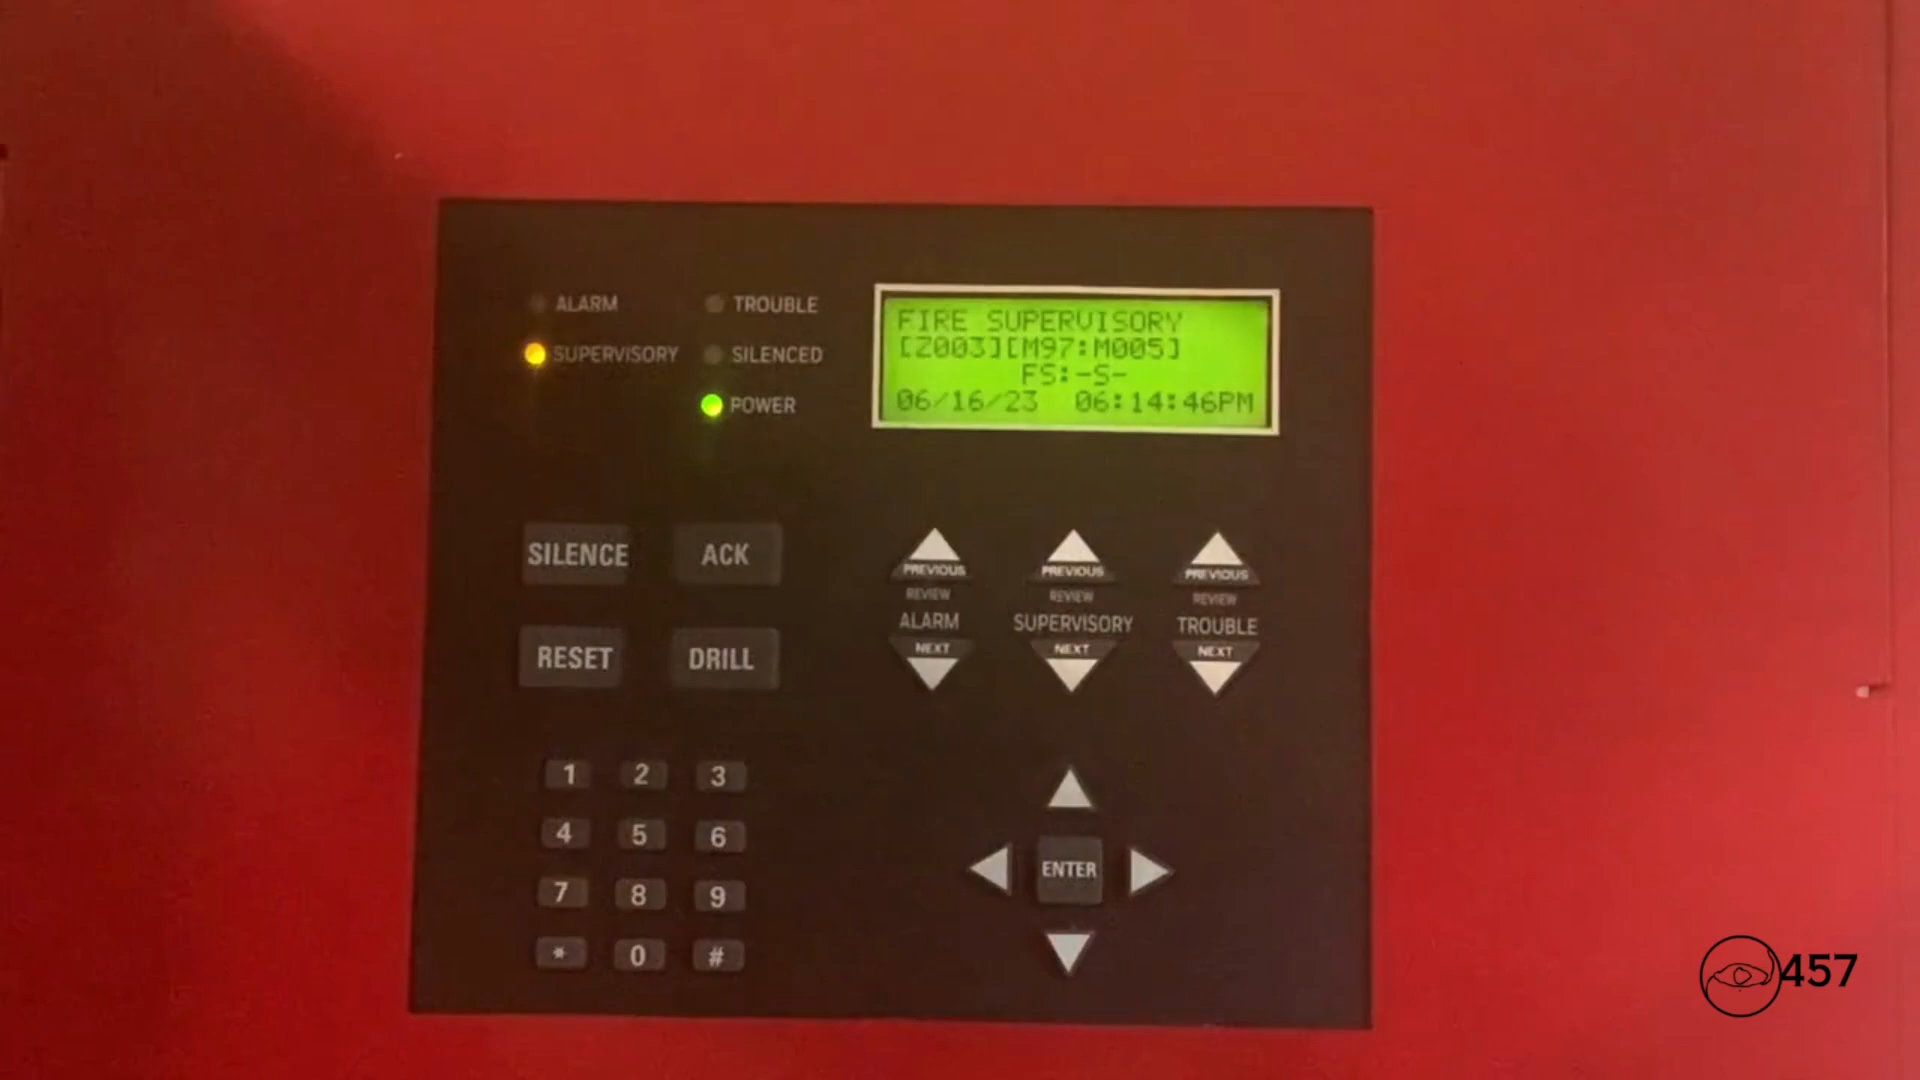 ALARM
TROUBLE
SUPERVISORY
SILENCED
POWER
FIRE SUPERVISORY
[Z003][M97:M005]
FS:-S-
06/16/23 06:14:46PM
SILENCE
ACK
RESET
DRILL
PREVIOUS
REVIEW
ALARM
NEXT
PREVIOUS
REVIEW
SUPERVISORY
NEXT
PREVIOUS
REVIEW
TROUBLE
NEXT
1 2 3
4 5 6
7 8 9
* 0 #
ENTER
457